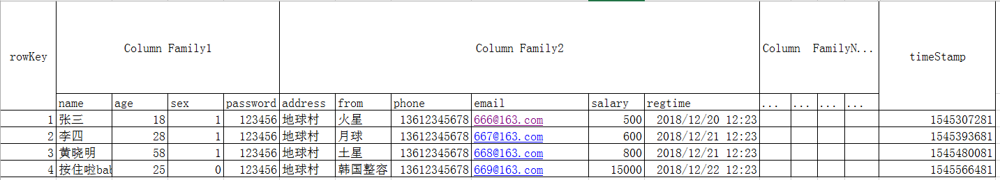 rowKey Column Family1 Column Family2 Column FamilyN... timeStamp
name age sex password address from phone email salary regtime ... ... ... ...
1 张三 18 1 123456 地球村 火星 13612345678 666@163.com 500 2018/12/20 12:23 1545307281
2 李四 28 1 123456 地球村 月球 13612345678 667@163.com 600 2018/12/21 12:23 1545393681
3 黄晓明 58 1 123456 地球村 土星 13612345678 668@163.com 800 2018/12/21 12:23 1545480081
4 按住啦bab 25 0 123456 地球村 韩国整容 13612345678 669@163.com 15000 2018/12/22 12:23 1545566481